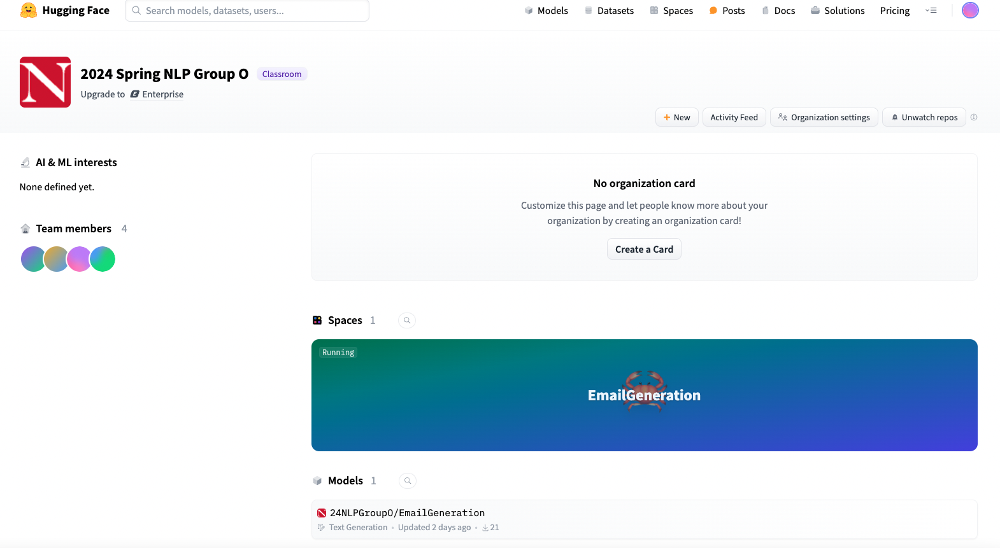 Hugging Face
Search models, datasets, users...
Models
Datasets
Spaces
Posts
Docs
Solutions
Pricing
N
2024 Spring NLP Group O
Classroom
Upgrade to E Enterprise
+ New
Activity Feed
Organization settings
Unwatch repos
AI & ML interests
None defined yet.
Team members 4
No organization card
Customize this page and let people know more about your
organization by creating an organization card!
Create a Card
Spaces 1
Running
EmailGeneration
Models 1
N 24NLPGroupO/EmailGeneration
Text Generation • Updated 2 days ago • 21